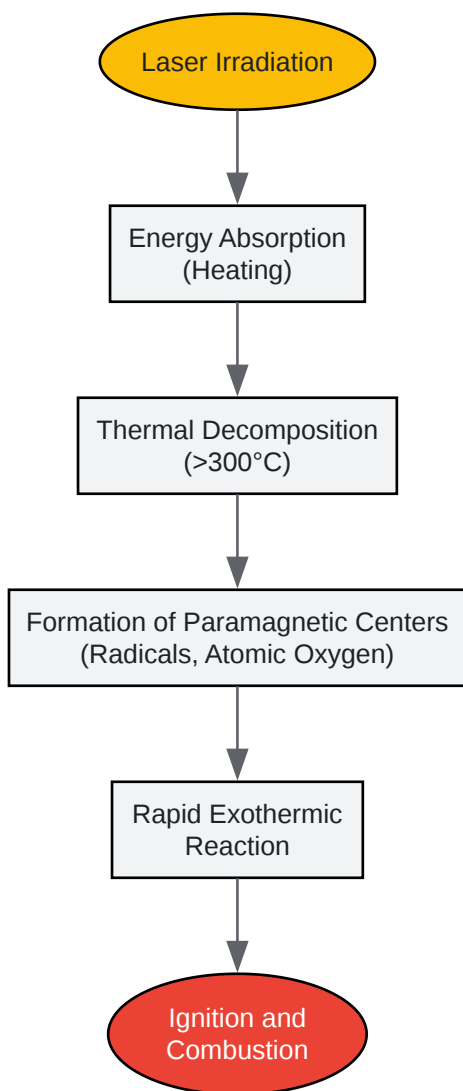 Laser Irradiation
Energy Absorption
(Heating)
Thermal Decomposition
(>300°C)
Formation of Paramagnetic Centers
(Radicals, Atomic Oxygen)
Rapid Exothermic
Reaction
Ignition and
Combustion